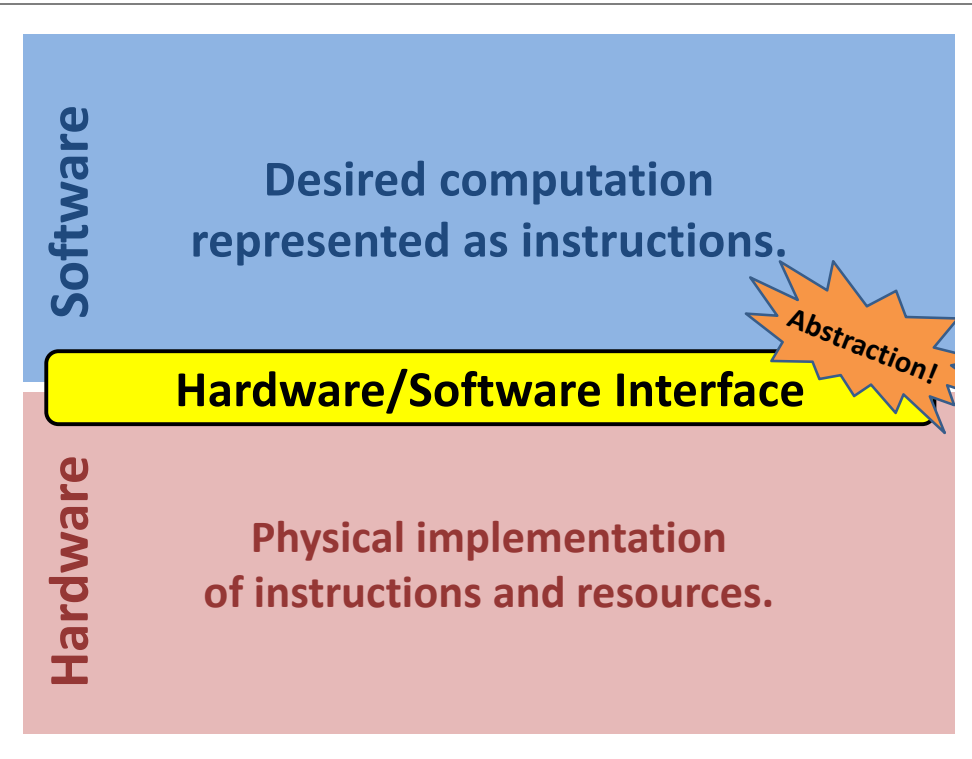 Software
Desired computation
represented as instructions.
Abstraction!
Hardware/Software Interface
Hardware
Physical implementation
of instructions and resources.